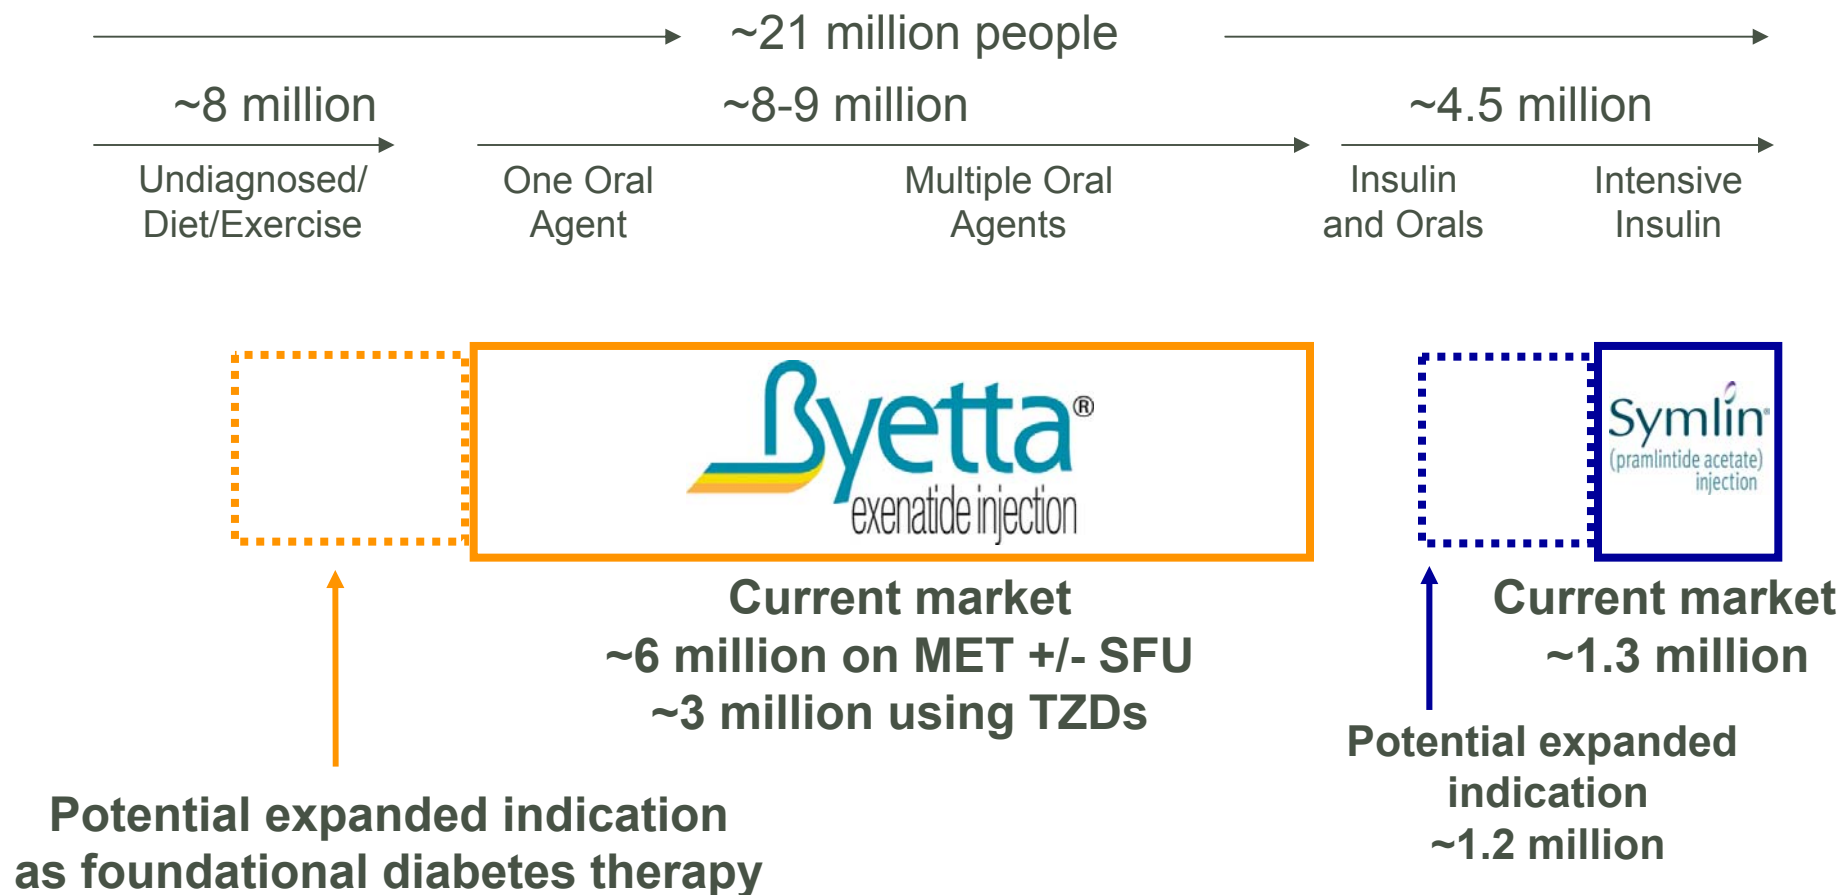 ~21 million people
~8 million
~8-9 million
~4.5 million
Undiagnosed/
Diet/Exercise
One Oral
Agent
Multiple Oral
Agents
Insulin
and Orals
Intensive
Insulin
Byetta®
exenatide injection
Symlin®
(pramlintide acetate)
injection
Current market
~6 million on MET +/- SFU
~3 million using TZDs
Current market
~1.3 million
Potential expanded
indication
~1.2 million
Potential expanded indication
as foundational diabetes therapy